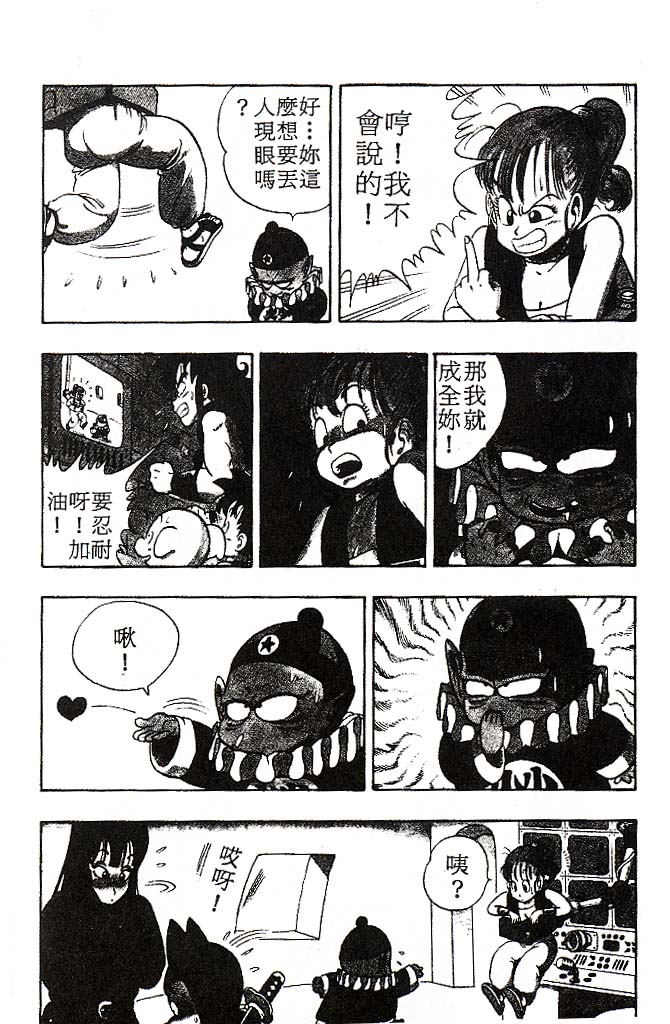 哼！我不
會說的！
好…妳這
麼想要丟
人現眼嗎
？
那我就
成全妳！
要忍耐
呀！加
油！
啾！
咦？
哎呀！